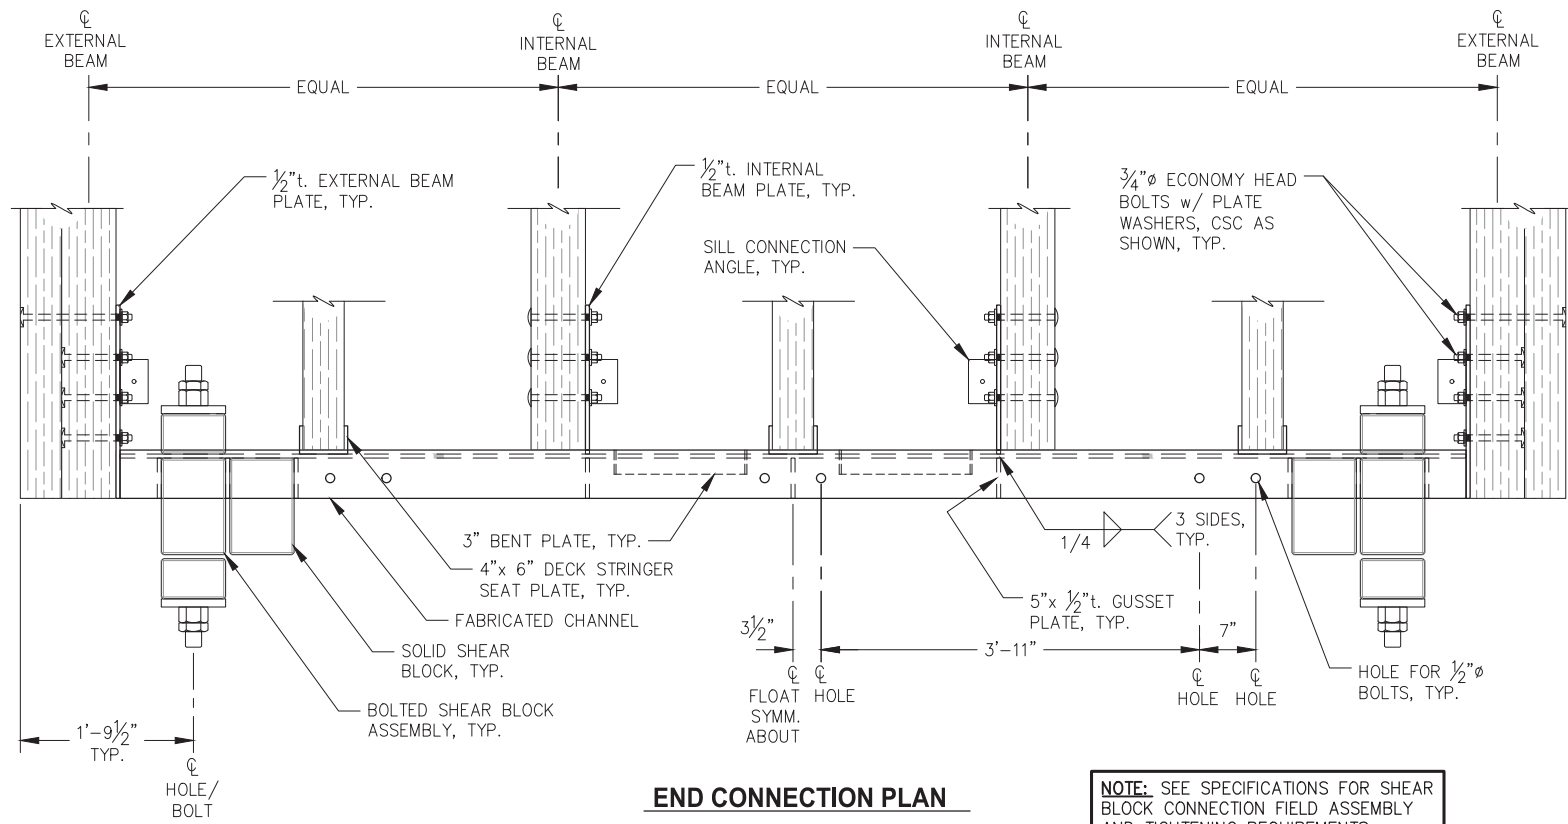 ℄
EXTERNAL
BEAM
℄
INTERNAL
BEAM
℄
INTERNAL
BEAM
℄
EXTERNAL
BEAM
EQUAL
EQUAL
EQUAL
½"t. EXTERNAL BEAM
PLATE, TYP.
½"t. INTERNAL
BEAM PLATE, TYP.
¾"ø ECONOMY HEAD
BOLTS w/ PLATE
WASHERS, CSC AS
SHOWN, TYP.
SILL CONNECTION
ANGLE, TYP.
3" BENT PLATE, TYP.
4"x 6" DECK STRINGER
SEAT PLATE, TYP.
FABRICATED CHANNEL
SOLID SHEAR
BLOCK, TYP.
BOLTED SHEAR BLOCK
ASSEMBLY, TYP.
1/4
3 SIDES,
TYP.
5"x ½"t. GUSSET
PLATE, TYP.
3½"
3'-11"
7"
℄
FLOAT
SYMM.
ABOUT
℄
HOLE
℄
HOLE
℄
HOLE
HOLE FOR ½"ø
BOLTS, TYP.
1'-9½"
TYP.
℄
HOLE/
BOLT
END CONNECTION PLAN
NOTE: SEE SPECIFICATIONS FOR SHEAR
BLOCK CONNECTION FIELD ASSEMBLY
AND TIGHTENING REQUIREMENTS